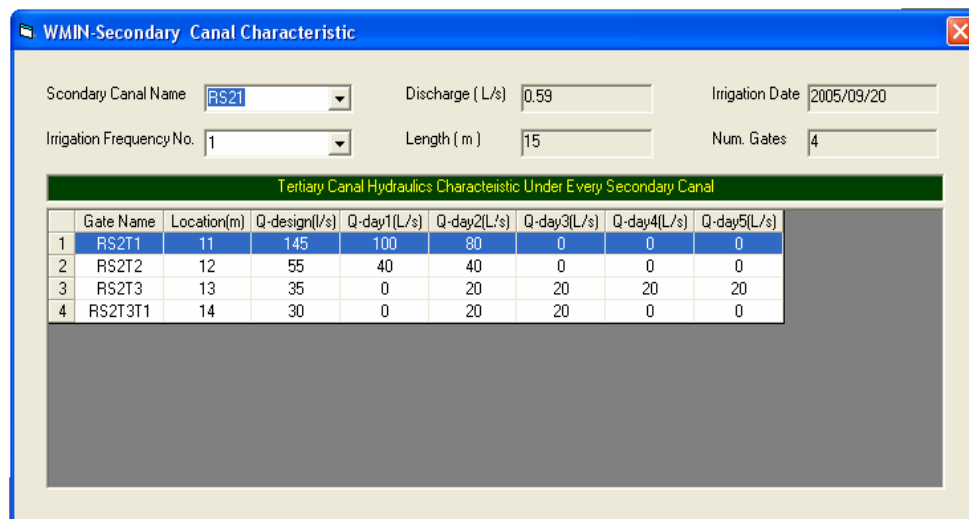 WMIN-Secondary Canal Characteristic
Scondary Canal Name RS21 Discharge ( L/s) 0.59 Irrigation Date 2005/09/20
Irrigation Frequency No. 1 Length ( m ) 15 Num. Gates 4
Tertiary Canal Hydraulics Characteiistic Under Every Secondary Canal
Gate Name Location(m) Q-design(l/s) Q-day1(L/s) Q-day2(L/s) Q-day3(L/s) Q-day4(L/s) Q-day5(L/s)
1 RS2T1 11 145 100 80 0 0 0
2 RS2T2 12 55 40 40 0 0 0
3 RS2T3 13 35 0 20 20 20 20
4 RS2T3T1 14 30 0 20 20 0 0